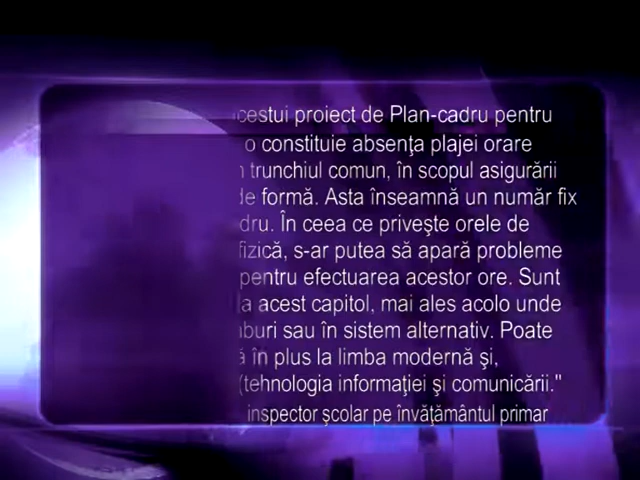 acestui proiect de Plan-cadru pentru
o constituie absenţa plajei orare
trunchiul comun, în scopul asigurării
de formă. Asta înseamnă un număr fix
În ceea ce priveşte orele de
fizică, s-ar putea să apară probleme
pentru efectuarea acestor ore. Sunt
la acest capitol, mai ales acolo unde
sau în sistem alternativ. Poate
în plus la limba modernă şi,
(tehnologia informaţiei şi comunicării."
inspector şcolar pe învăţământul primar